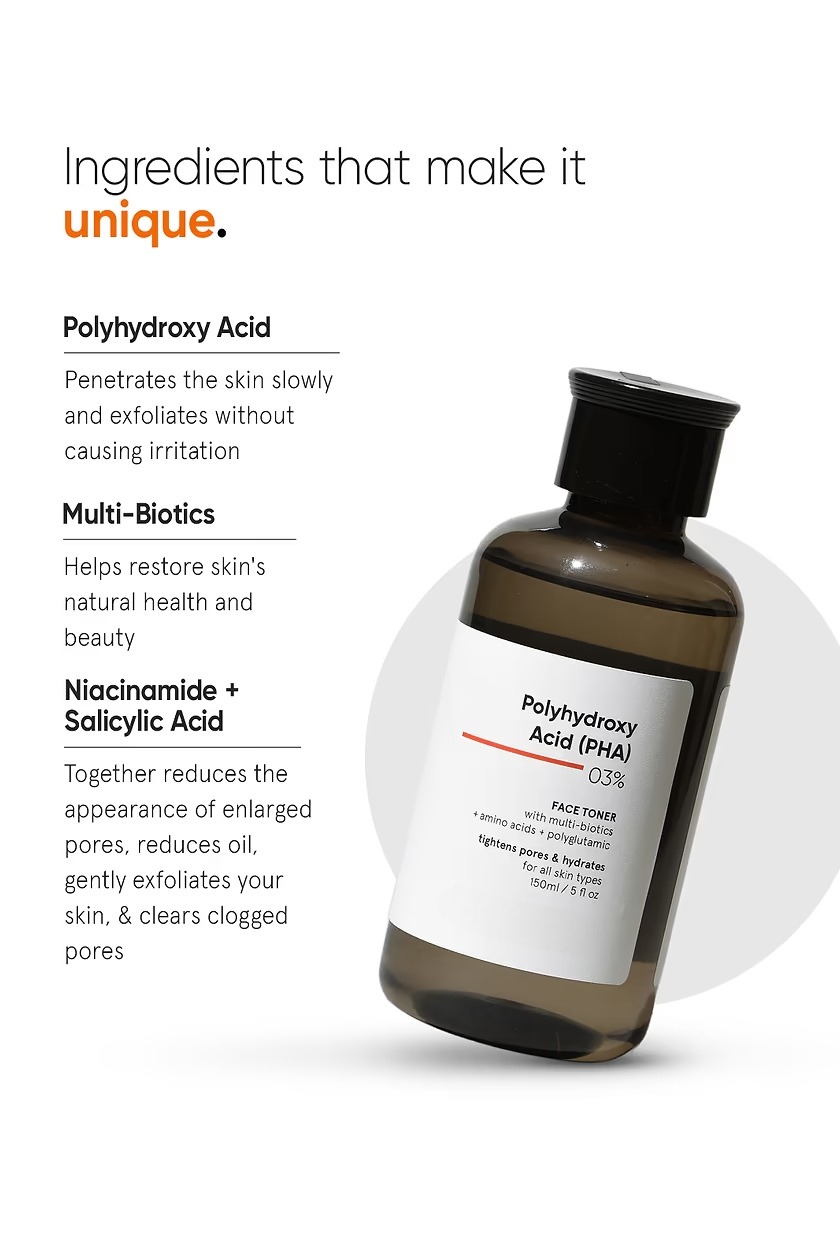 Ingredients that make it
unique.
Polyhydroxy Acid
Penetrates the skin slowly
and exfoliates without
causing irritation
Multi-Biotics
Helps restore skin's
natural health and
beauty
Niacinamide +
Salicylic Acid
Together reduces the
appearance of enlarged
pores, reduces oil,
gently exfoliates your
skin, & clears clogged
pores
Polyhydroxy
Acid (PHA)
03%
FACE TONER
with multi-biotics
+ amino acids + polyglutamic
tightens pores & hydrates
for all skin types
150ml / 5 fl oz